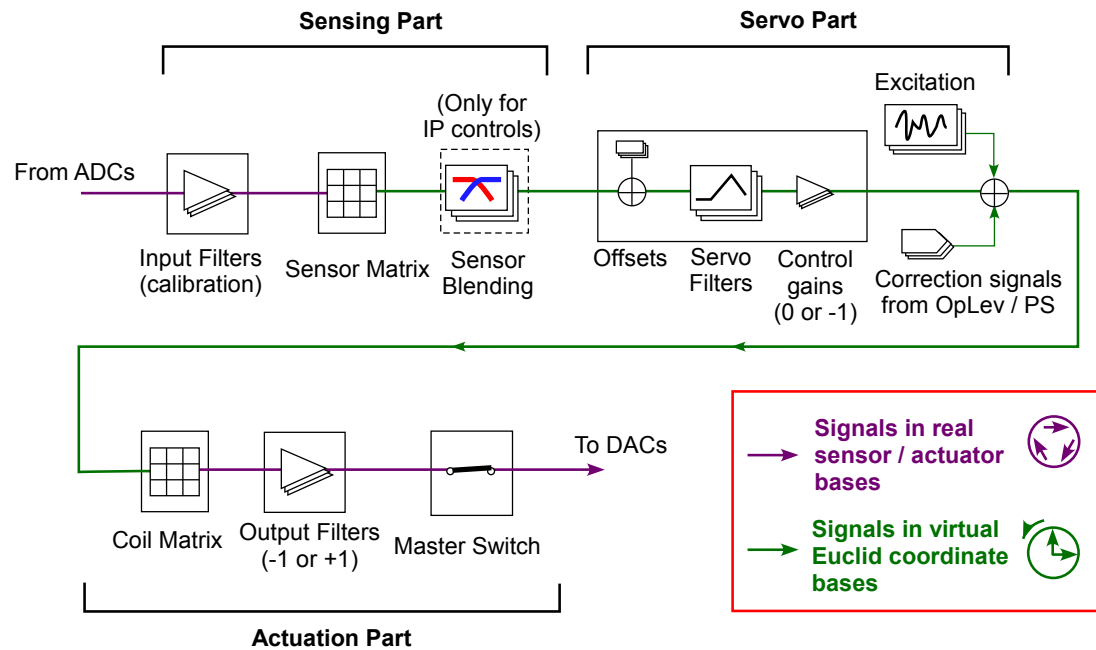 Sensing Part
Servo Part
(Only for
IP controls)
Excitation
From ADCs
Input Filters
(calibration)
Sensor Matrix
Sensor
Blending
Offsets
Servo
Filters
Control
gains
(0 or -1)
Correction signals
from OpLev / PS
To DACs
Coil Matrix
Output Filters
(-1 or +1)
Master Switch
Actuation Part
Signals in real
sensor / actuator
bases
Signals in virtual
Euclid coordinate
bases